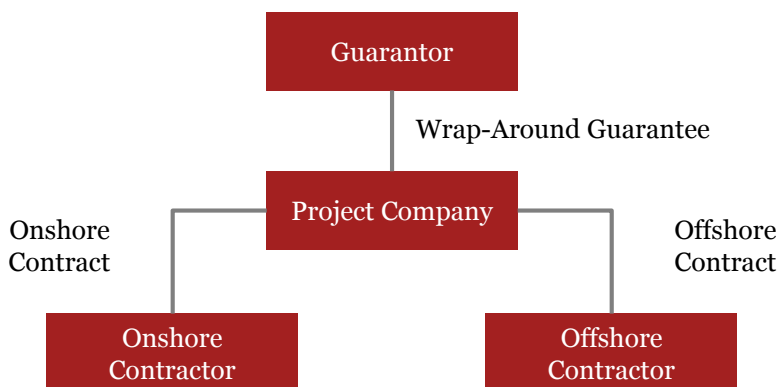 Guarantor
Wrap-Around Guarantee
Project Company
Onshore
Contract
Offshore
Contract
Onshore
Contractor
Offshore
Contractor